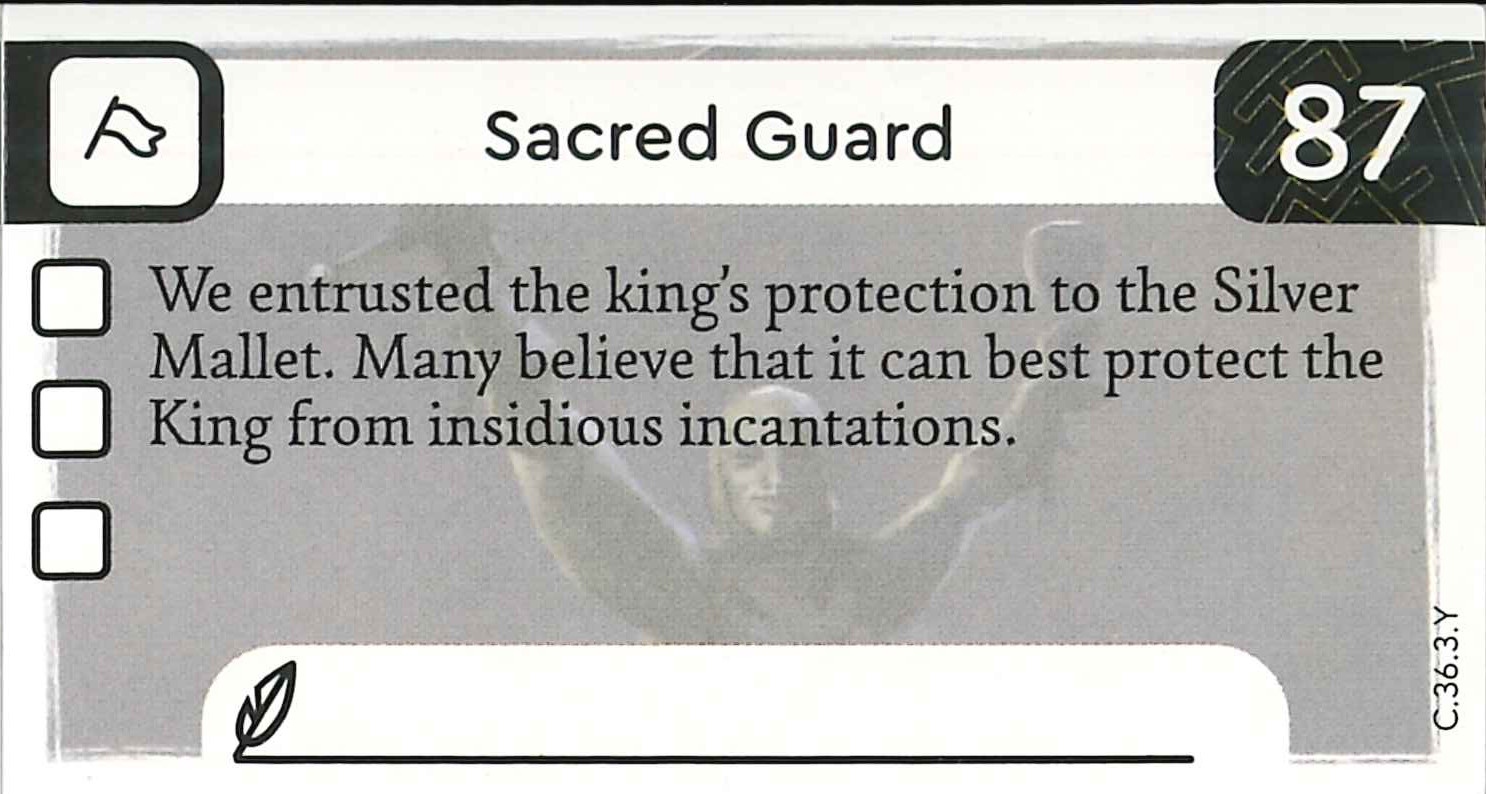 Sacred Guard
87
We entrusted the king's protection to the Silver
Mallet. Many believe that it can best protect the
King from insidious incantations.
C.36.3.Y